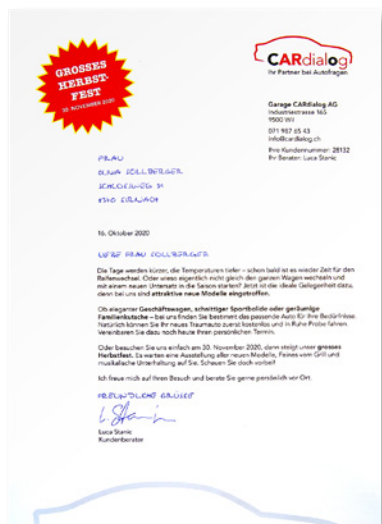 GROSSES
HERBST-
FEST
30. NOVEMBER 2020
CARdialog
Ihr Partner bei Autofragen
Garage CARdialog AG
Industriestrasse 165
9500 Wil
071 987 65 43
info@cardialog.ch
Ihre Kundennummer: 28132
Ihr Berater: Luca Stanic
FRAU
SOLLBERGER
16. Oktober 2020
LIEBE FRAU SOLLBERGER
Die Tage werden kürzer, die Temperaturen tiefer – schon bald ist es wieder Zeit für den
Reifenwechsel. Oder wieso eigentlich nicht gleich den ganzen Wagen wechseln und
mit einem neuen Untersatz in die Saison starten? Jetzt ist die ideale Gelegenheit dazu,
denn bei uns sind attraktive neue Modelle eingetroffen.
Ob eleganter Geschäftswagen, schnittiger Sportbolide oder geräumige
Familienkutsche – bei uns finden Sie bestimmt das passende Auto für Ihre Bedürfnisse.
Natürlich können Sie Ihr neues Traumauto zuerst kostenlos und in Ruhe Probe fahren.
Vereinbaren Sie dazu noch heute Ihren persönlichen Termin.
Oder besuchen Sie uns einfach am 30. November 2020, dann steigt unser grosses
Herbstfest. Es warten eine Ausstellung aller neuen Modelle, Feines vom Grill und
musikalische Unterhaltung auf Sie. Schauen Sie doch vorbei!
Ich freue mich auf Ihren Besuch und berate Sie gerne persönlich vor Ort.
FREUNDLICHE GRÜSSE
L. Stanic
Luca Stanic
Kundenberater